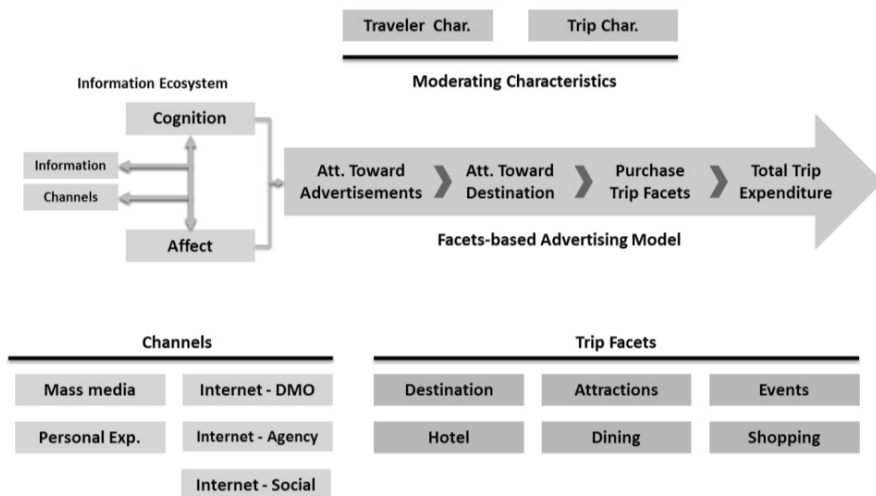 Traveler Char.
Trip Char.
Moderating Characteristics
Information Ecosystem
Cognition
Information
Channels
Affect
Att. Toward
Advertisements
Att. Toward
Destination
Purchase
Trip Facets
Total Trip
Expenditure
Facets-based Advertising Model
Channels
Mass media
Internet - DMO
Personal Exp.
Internet - Agency
Internet - Social
Trip Facets
Destination
Attractions
Events
Hotel
Dining
Shopping